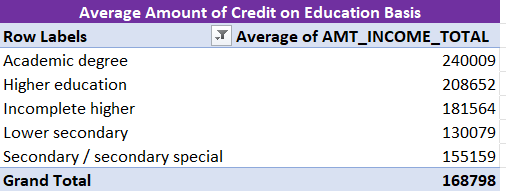 Average Amount of Credit on Education Basis
Row Labels Average of AMT_INCOME_TOTAL
Academic degree 240009
Higher education 208652
Incomplete higher 181564
Lower secondary 130079
Secondary / secondary special 155159
Grand Total 168798